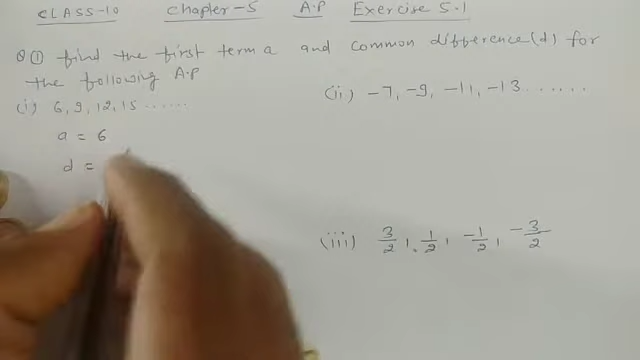 CLASS-10 Chapter-5 A.P Exercise 5.1
Q① find the first term a and common difference (d) for
the following A.P
(i) 6, 9, 12, 15 ......
(ii) -7, -9, -11, -13 ......
a = 6
d =
(iii) 3/2, 1/2, -1/2, -3/2